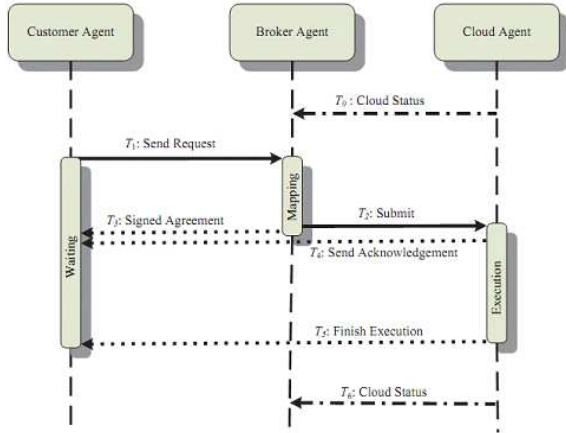 Customer Agent
Broker Agent
Cloud Agent
T0: Cloud Status
T1: Send Request
Mapping
T2: Submit
T3: Signed Agreement
T4: Send Acknowledgement
Waiting
Execution
T5: Finish Execution
T6: Cloud Status